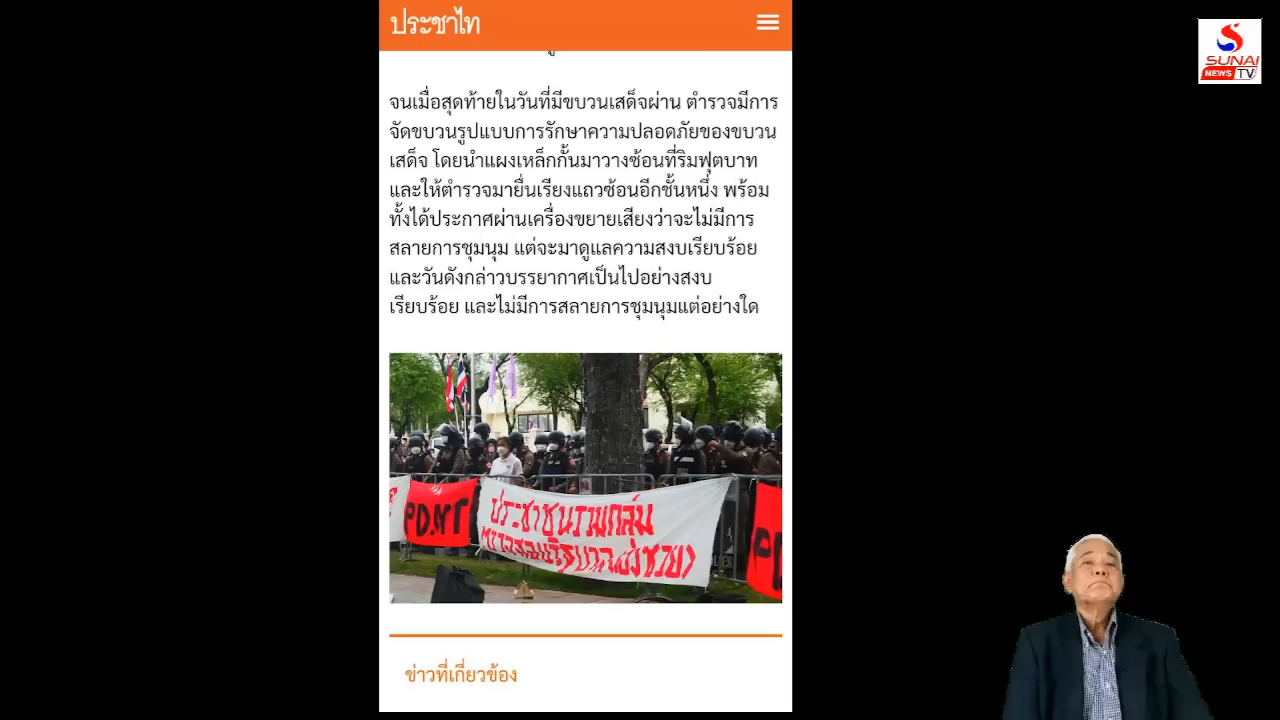 ประชาไท
SUNAI
NEWS TV
จนเมื่อสุดท้ายในวันที่มีขบวนเสด็จผ่าน ตำรวจมีการ
จัดขบวนรูปแบบการรักษาความปลอดภัยของขบวน
เสด็จ โดยนำแผงเหล็กกั้นมาวางซ้อนที่ริมฟุตบาท
และให้ตำรวจมายื่นเรียงแถวซ้อนอีกชั้นหนึ่ง พร้อม
ทั้งได้ประกาศผ่านเครื่องขยายเสียงว่าจะไม่มีการ
สลายการชุมนุม แต่จะมาดูแลความสงบเรียบร้อย
และวันดังกล่าวบรรยากาศเป็นไปอย่างสงบ
เรียบร้อย และไม่มีการสลายการชุมนุมแต่อย่างใด
PDMT
ประชาชนรวมกลุ่ม
ข่าวที่เกี่ยวข้อง